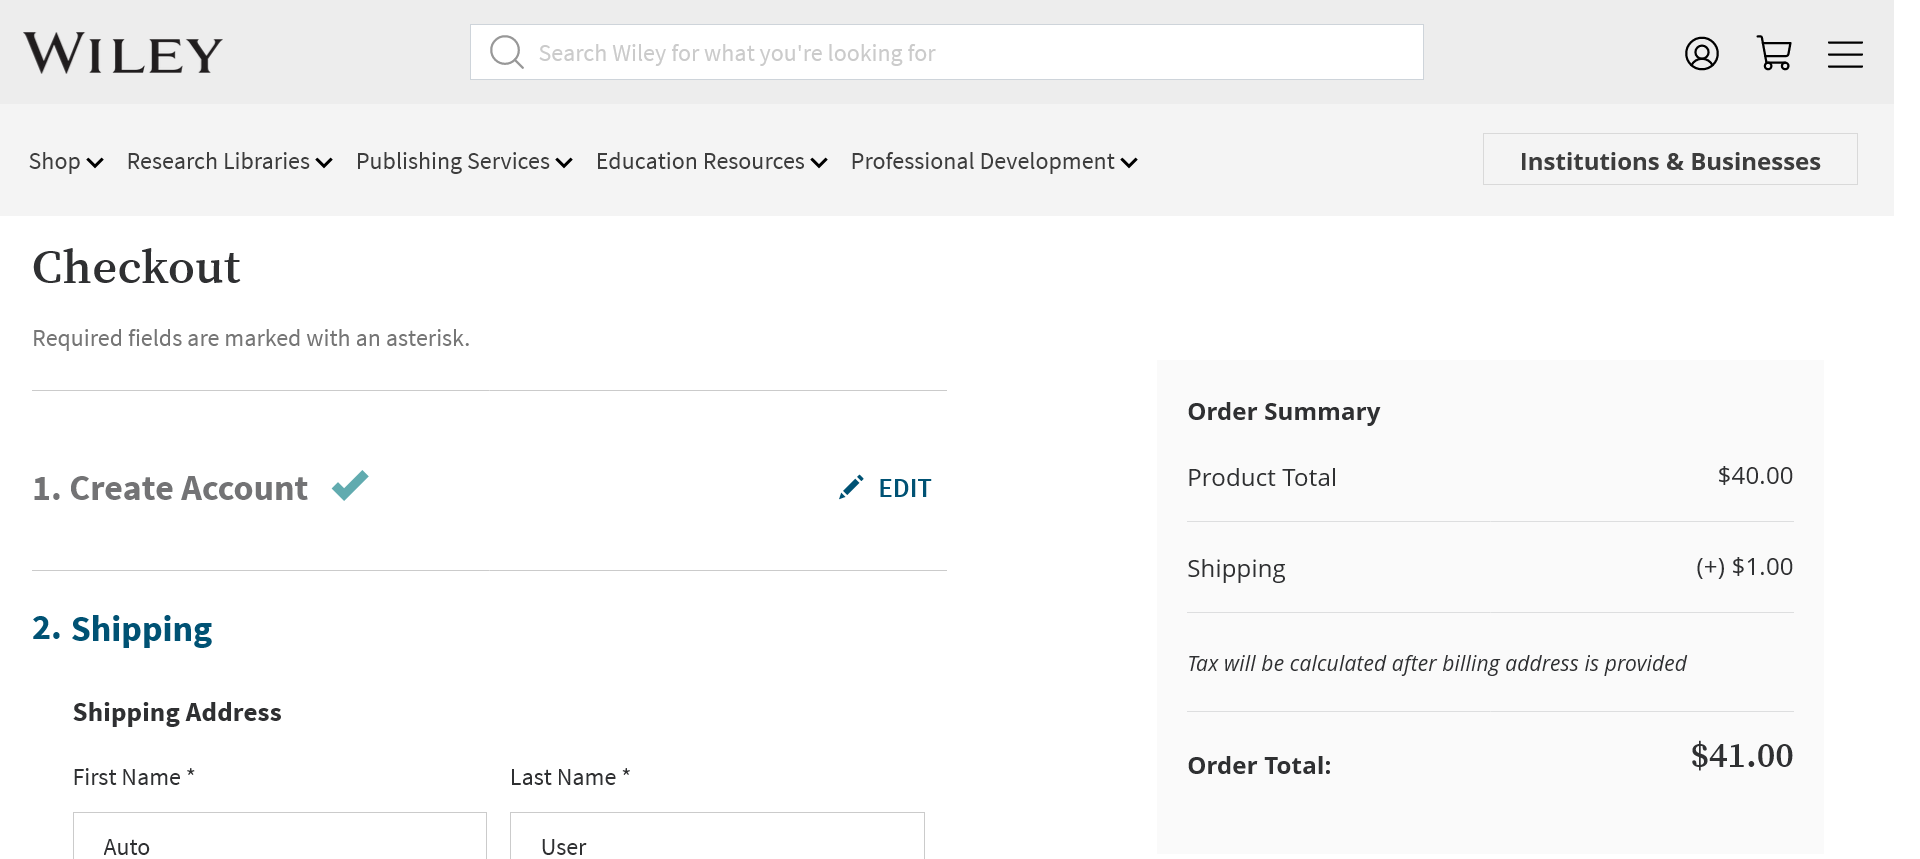 WILEY
Search Wiley for what you're looking for
Shop Research Libraries Publishing Services Education Resources Professional Development
Institutions & Businesses
Checkout
Required fields are marked with an asterisk.
1. Create Account
EDIT
2. Shipping
Shipping Address
First Name * Last Name *
Auto User
Order Summary
Product Total $40.00
Shipping (+) $1.00
Tax will be calculated after billing address is provided
Order Total: $41.00